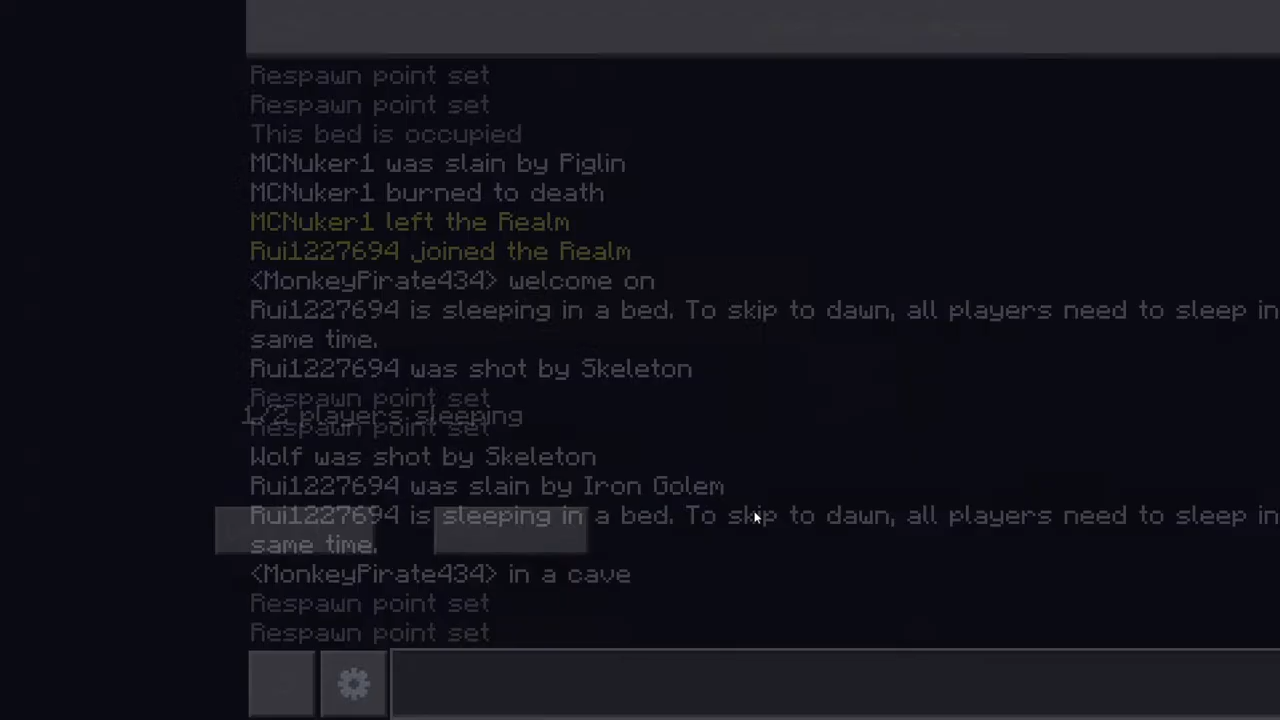 Respawn point set
Respawn point set
This bed is occupied
MCNuker1 was slain by Piglin
MCNuker1 burned to death
MCNuker1 left the Realm
Rui1227694 joined the Realm
<MonkeyPirate434> welcome on
Rui1227694 is sleeping in a bed. To skip to dawn, all players need to sleep in
same time.
Rui1227694 was shot by Skeleton
Respawn point set
1/2 players sleeping
Respawn point set
Wolf was shot by Skeleton
Rui1227694 was slain by Iron Golem
Rui1227694 is sleeping in a bed. To skip to dawn, all players need to sleep in
same time.
<MonkeyPirate434> in a cave
Respawn point set
Respawn point set